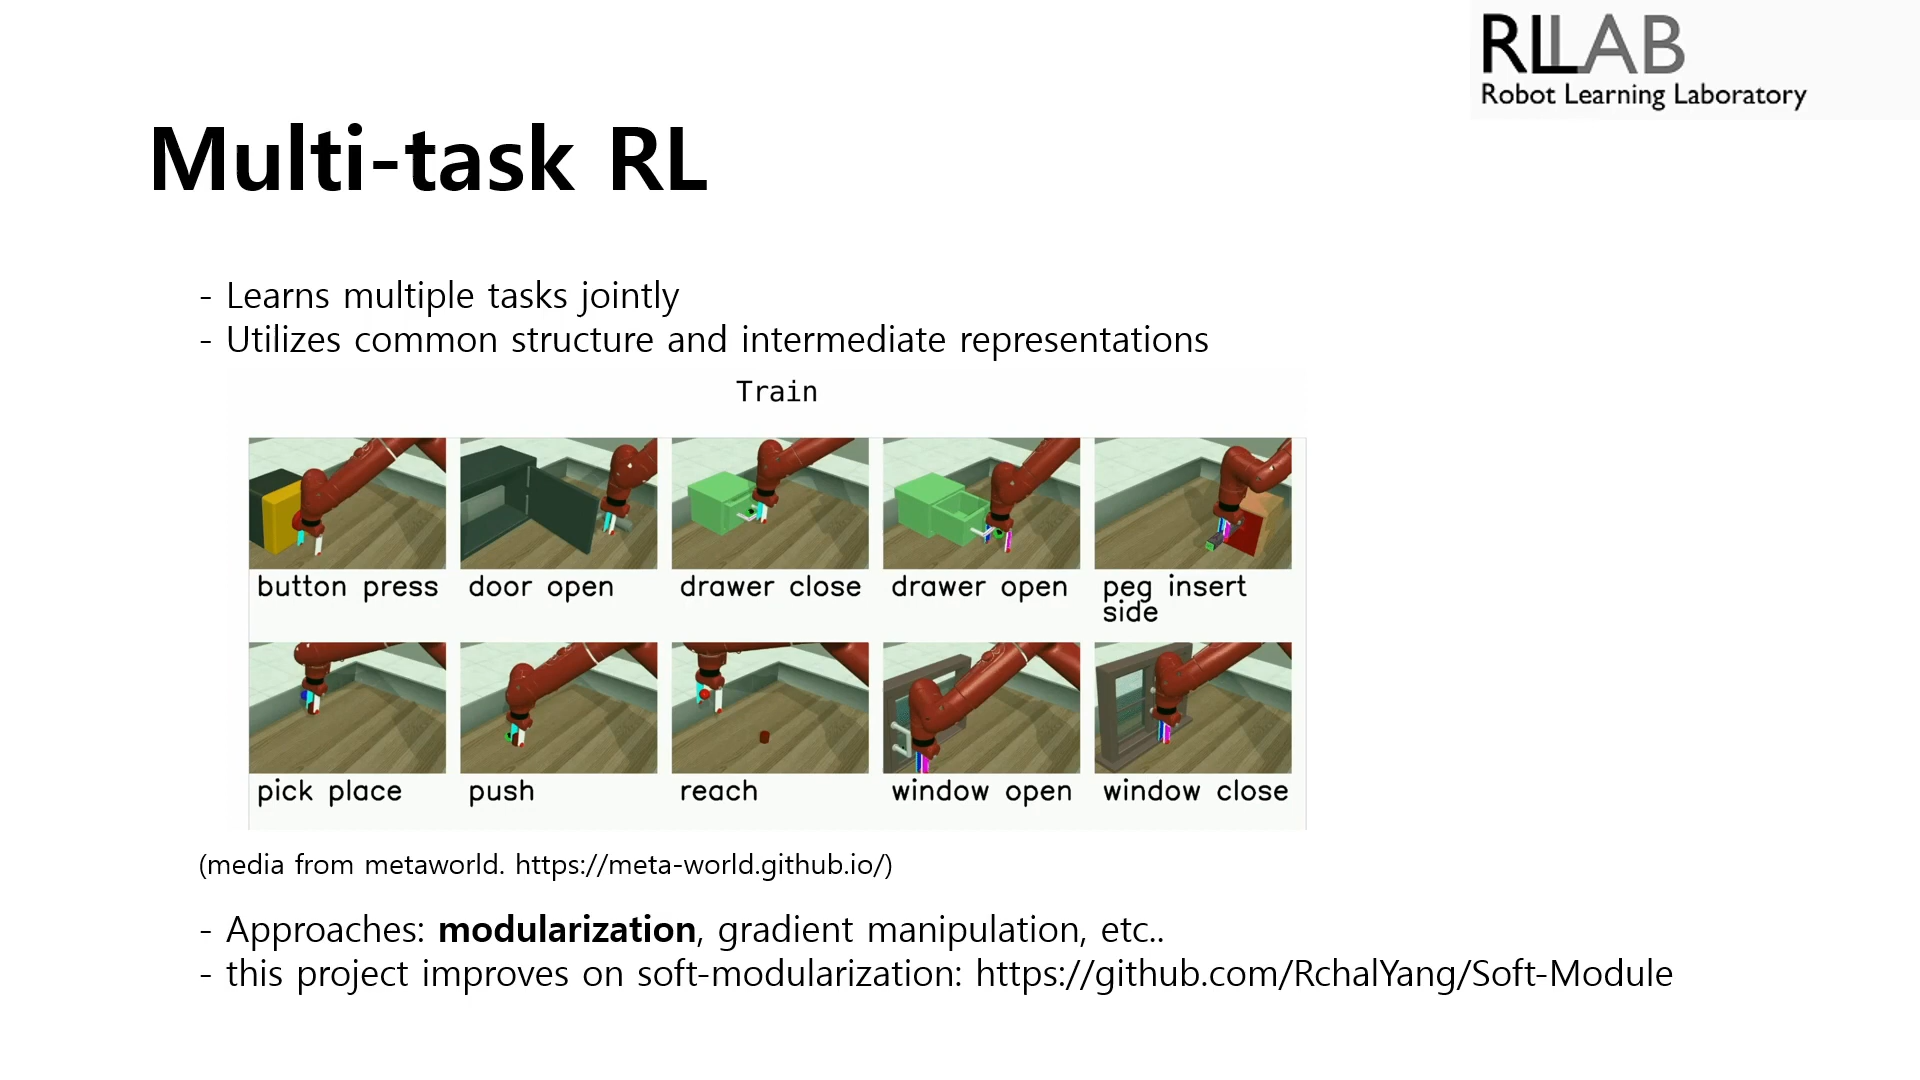 RLLAB
Robot Learning Laboratory
Multi-task RL
- Learns multiple tasks jointly
- Utilizes common structure and intermediate representations
Train
button press door open drawer close drawer open peg insert
side
pick place push reach window open window close
(media from metaworld. https://meta-world.github.io/)
- Approaches: modularization, gradient manipulation, etc..
- this project improves on soft-modularization: https://github.com/RchalYang/Soft-Module